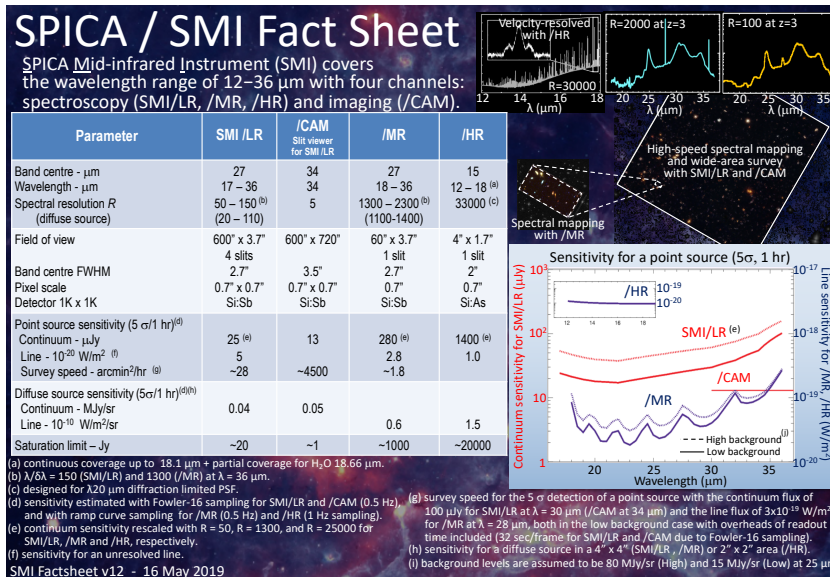 SPICA / SMI Fact Sheet
SPICA Mid-infrared Instrument (SMI) covers
the wavelength range of 12–36 μm with four channels:
spectroscopy (SMI/LR, /MR, /HR) and imaging (/CAM).
Velocity-resolved
with /HR
R=30000
12 14 16 18
λ (μm)
R=2000 at z=3
20 25 30 35
λ (μm)
R=100 at z=3
20 25 30 35
λ (μm)
High-speed spectral mapping
and wide-area survey
with SMI/LR and /CAM
Spectral mapping
with /MR
Parameter SMI /LR /CAM Slit viewer for SMI /LR /MR /HR
Band centre - μm 27 34 27 15
Wavelength - μm 17 – 36 34 18 – 36 12 – 18 (a)
Spectral resolution R 50 – 150 (b) 5 1300 – 2300 (b) 33000 (c)
(diffuse source) (20 – 110) (1100-1400)
Field of view 600" x 3.7" 600" x 720" 60" x 3.7" 4" x 1.7"
4 slits 1 slit 1 slit
Band centre FWHM 2.7" 3.5" 2.7" 2"
Pixel scale 0.7" x 0.7" 0.7" x 0.7" 0.7" 0.7"
Detector 1K x 1K Si:Sb Si:Sb Si:As
Point source sensitivity (5 σ/1 hr)(d)
Continuum - μJy 25 (e) 13 280 (e) 1400 (e)
Line - 10-20 W/m2 (f) 5 2.8 1.0
Survey speed - arcmin2/hr (g) ~28 ~4500 ~1.8
Diffuse source sensitivity (5σ/1hr)(d)(h)
Continuum - MJy/sr 0.04 0.05
Line - 10-10 W/m2/sr 0.6 1.5
Saturation limit – Jy ~20 ~1 ~1000 ~20000
Sensitivity for a point source (5σ, 1 hr)
Continuum sensitivity for SMI/LR (μJy)
Line sensitivity for /MR, /HR (W/m2)
103
102
10
1
10-17
10-18
10-19
10-20
/HR
10-19
10-20
12 14 16 18
SMI/LR (e)
/CAM
/MR
High background (j)
Low background
20 25 30 35
Wavelength (μm)
(a) continuous coverage up to 18.1 μm + partial coverage for H2O 18.66 μm.
(b) λ/δλ = 150 (SMI/LR) and 1300 (/MR) at λ = 36 μm.
(c) designed for λ20 μm diffraction limited PSF.
(d) sensitivity estimated with Fowler-16 sampling for SMI/LR and /CAM (0.5 Hz),
and with ramp curve sampling for /MR (0.5 Hz) and /HR (1 Hz sampling).
(e) continuum sensitivity rescaled with R = 50, R = 1300, and R = 25000 for
SMI/LR, /MR and /HR, respectively.
(f) sensitivity for an unresolved line.
(g) survey speed for the 5 σ detection of a point source with the continuum flux of
100 μJy for SMI/LR at λ = 30 μm (/CAM at 34 μm) and the line flux of 3x10-19 W/m2
for /MR at λ = 28 μm, both in the low background case with overheads of readout
time included (32 sec/frame for SMI/LR and /CAM due to Fowler-16 sampling).
(h) sensitivity for a diffuse source in a 4" x 4" (SMI/LR , /MR) or 2" x 2" area (/HR).
(i) background levels are assumed to be 80 MJy/sr (High) and 15 MJy/sr (Low) at 25 μm
SMI Factsheet v12 - 16 May 2019